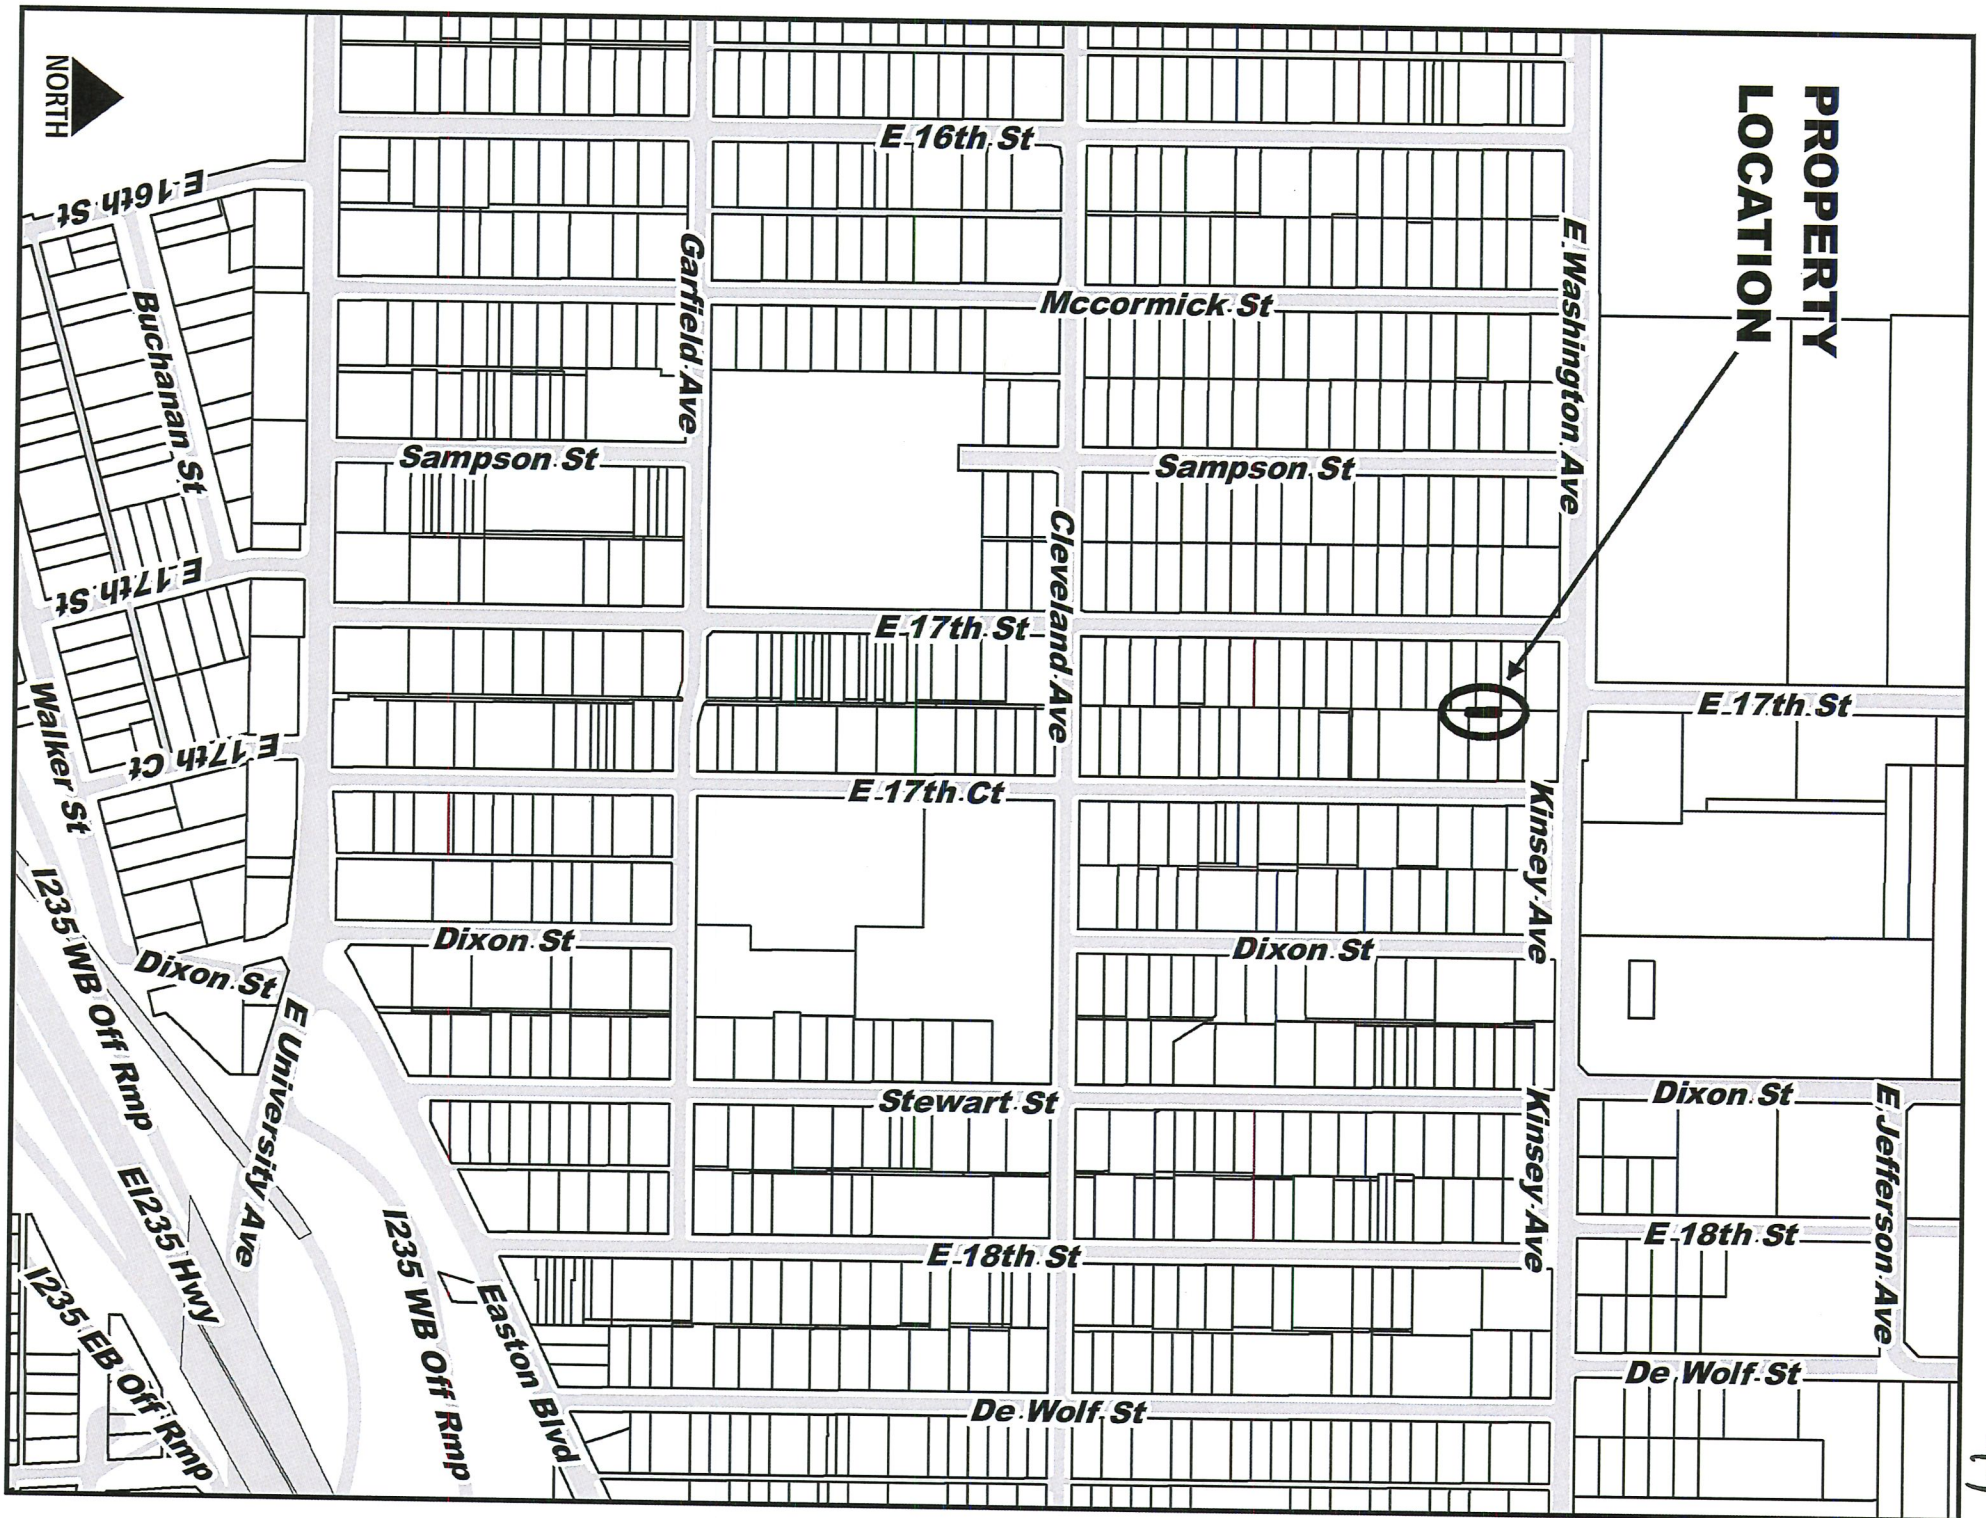 PROPERTY
LOCATION
NORTH
E 16th St
E 16th St
Buchanan St
Garfield Ave
Mccormick St
E Washington Ave
Sampson St
Sampson St
Cleveland Ave
E 17th St
E 17th St
E 17th St
Walker St
E 17th Ct
E 17th Ct
Kinsey Ave
Dixon St
Dixon St
Dixon St
I235 WB Off Rmp
E University Ave
Stewart St
Kinsey Ave
Dixon St
E Jefferson Ave
EI235 Hwy
I235 WB Off Rmp
E 18th St
E 18th St
I235 EB Off Rmp
Easton Blvd
De Wolf St
De Wolf St